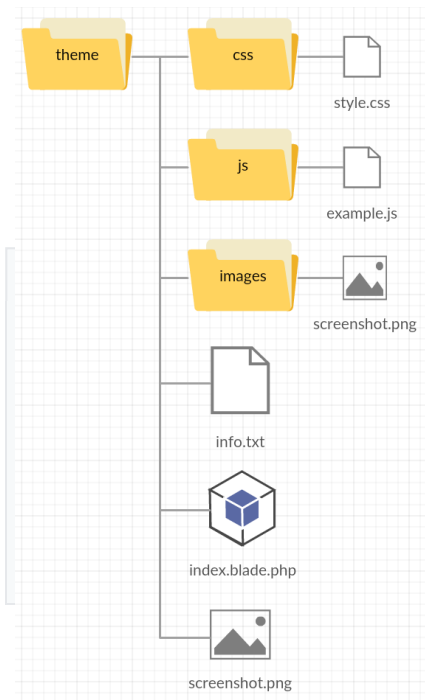 theme
css
style.css
js
example.js
images
screenshot.png
info.txt
index.blade.php
screenshot.png